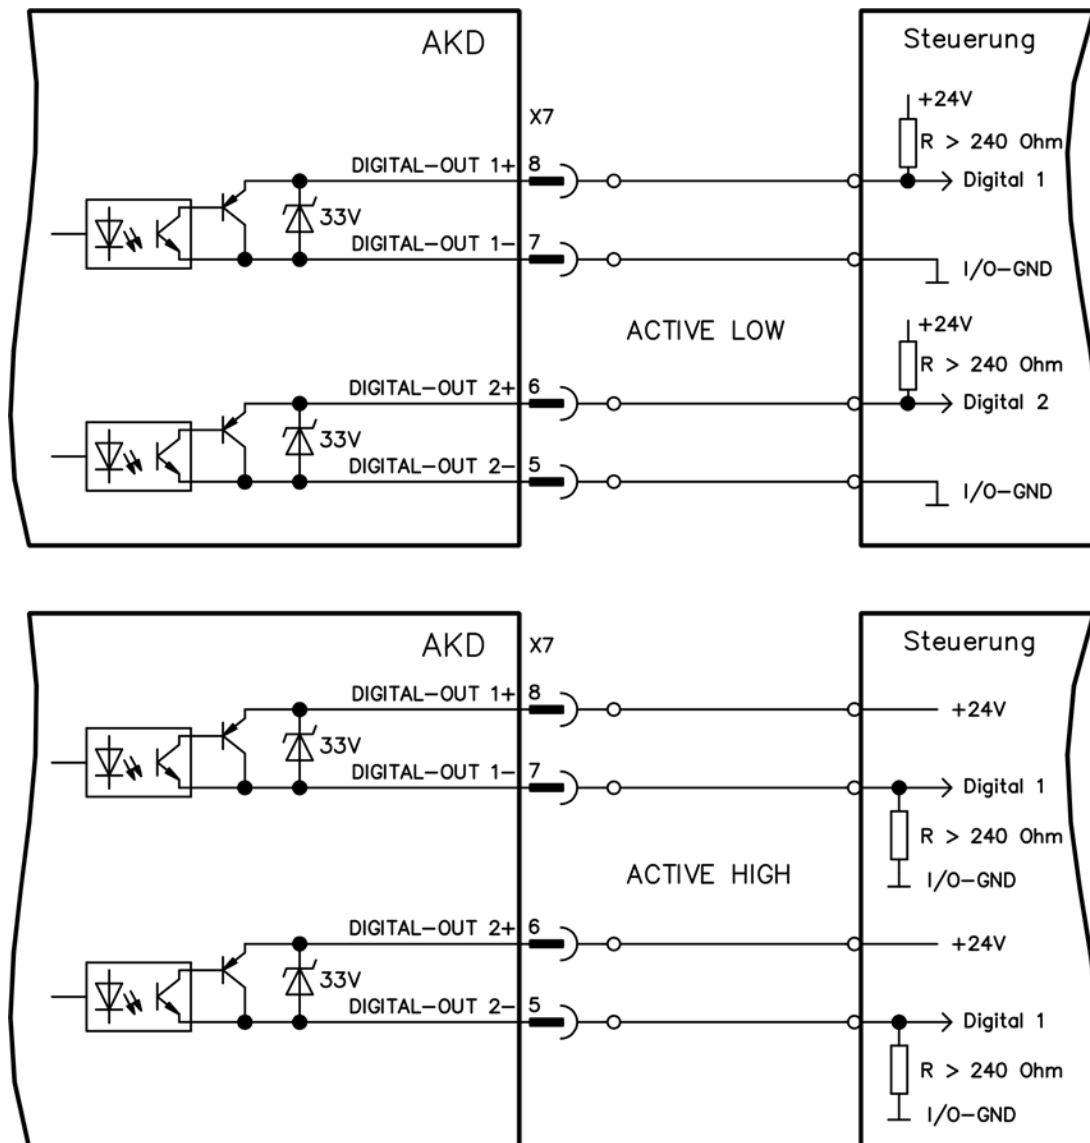 AKD
Steuerung
+24V
X7
R > 240 Ohm
DIGITAL-OUT 1+ 8
Digital 1
33V
DIGITAL-OUT 1- 7
I/O-GND
+24V
ACTIVE LOW
R > 240 Ohm
DIGITAL-OUT 2+ 6
Digital 2
33V
DIGITAL-OUT 2- 5
I/O-GND
AKD
X7
Steuerung
DIGITAL-OUT 1+ 8
+24V
33V
DIGITAL-OUT 1- 7
Digital 1
R > 240 Ohm
ACTIVE HIGH
I/O-GND
DIGITAL-OUT 2+ 6
+24V
33V
DIGITAL-OUT 2- 5
Digital 1
R > 240 Ohm
I/O-GND